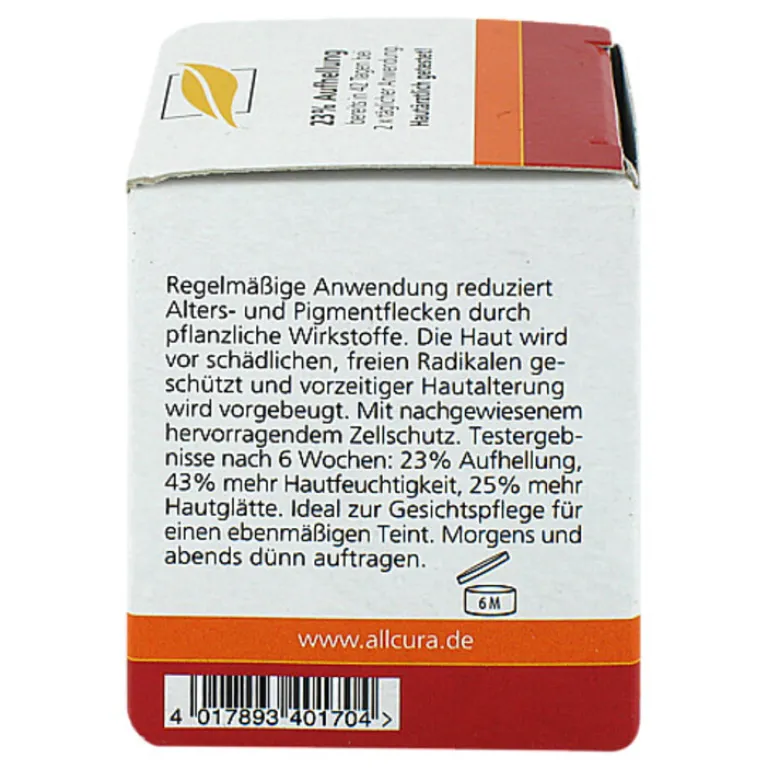 23% Aufhellung
bereits in 42 Tagen bei
2 x täglicher Anwendung
Hautärztlich getestet!
Regelmäßige Anwendung reduziert
Alters- und Pigmentflecken durch
pflanzliche Wirkstoffe. Die Haut wird
vor schädlichen, freien Radikalen ge-
schützt und vorzeitiger Hautalterung
wird vorgebeugt. Mit nachgewiesenem
hervorragendem Zellschutz. Testergeb-
nisse nach 6 Wochen: 23% Aufhellung,
43% mehr Hautfeuchtigkeit, 25% mehr
Hautglätte. Ideal zur Gesichtspflege für
einen ebenmäßigen Teint. Morgens und
abends dünn auftragen.
6 M
www.allcura.de
4 017893 401704 >